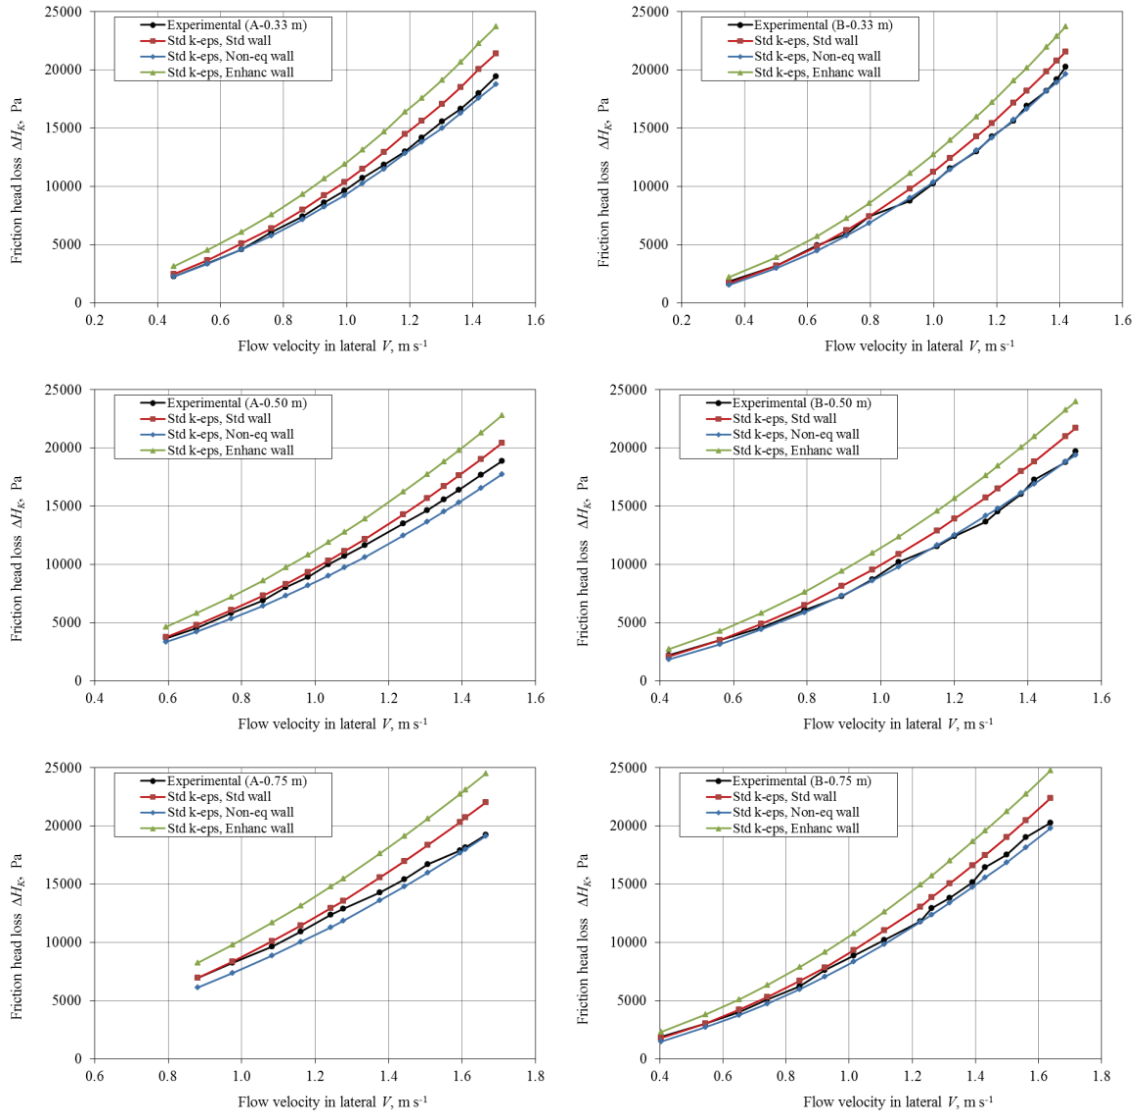 Experimental (A-0.33 m)
Std k-eps, Std wall
Std k-eps, Non-eq wall
Std k-eps, Enhanc wall
25000
20000
15000
10000
5000
0
0.2 0.4 0.6 0.8 1.0 1.2 1.4 1.6
Friction head loss ΔH_K, Pa
Flow velocity in lateral V, m s⁻¹
Experimental (B-0.33 m)
Std k-eps, Std wall
Std k-eps, Non-eq wall
Std k-eps, Enhanc wall
25000
20000
15000
10000
5000
0
0.2 0.4 0.6 0.8 1.0 1.2 1.4 1.6
Friction head loss ΔH_K, Pa
Flow velocity in lateral V, m s⁻¹
Experimental (A-0.50 m)
Std k-eps, Std wall
Std k-eps, Non-eq wall
Std k-eps, Enhanc wall
25000
20000
15000
10000
5000
0
0.4 0.6 0.8 1.0 1.2 1.4 1.6
Friction head loss ΔH_K, Pa
Flow velocity in lateral V, m s⁻¹
Experimental (B-0.50 m)
Std k-eps, Std wall
Std k-eps, Non-eq wall
Std k-eps, Enhanc wall
25000
20000
15000
10000
5000
0
0.4 0.6 0.8 1.0 1.2 1.4 1.6
Friction head loss ΔH_K, Pa
Flow velocity in lateral V, m s⁻¹
Experimental (A-0.75 m)
Std k-eps, Std wall
Std k-eps, Non-eq wall
Std k-eps, Enhanc wall
25000
20000
15000
10000
5000
0
0.6 0.8 1.0 1.2 1.4 1.6 1.8
Friction head loss ΔH_K, Pa
Flow velocity in lateral V, m s⁻¹
Experimental (B-0.75 m)
Std k-eps, Std wall
Std k-eps, Non-eq wall
Std k-eps, Enhanc wall
25000
20000
15000
10000
5000
0
0.4 0.6 0.8 1.0 1.2 1.4 1.6 1.8
Friction head loss ΔH_K, Pa
Flow velocity in lateral V, m s⁻¹